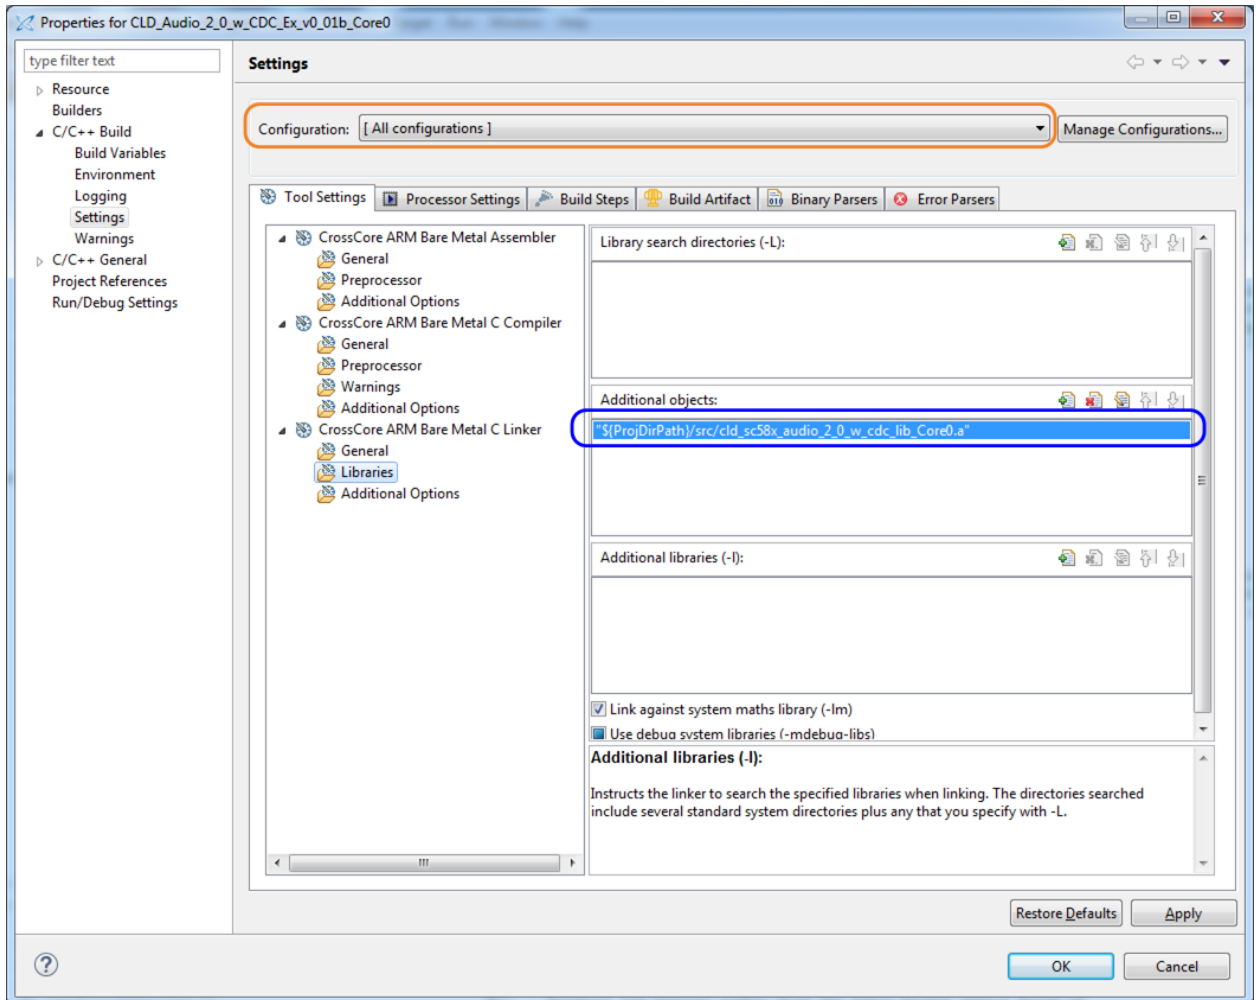 Properties for CLD_Audio_2_0_w_CDC_Ex_v0_01b_Core0
type filter text
Resource
Builders
C/C++ Build
Build Variables
Environment
Logging
Settings
Warnings
C/C++ General
Project References
Run/Debug Settings
Settings
Configuration: [ All configurations ] Manage Configurations...
Tool Settings Processor Settings Build Steps Build Artifact Binary Parsers Error Parsers
CrossCore ARM Bare Metal Assembler
General
Preprocessor
Additional Options
CrossCore ARM Bare Metal C Compiler
General
Preprocessor
Warnings
Additional Options
CrossCore ARM Bare Metal C Linker
General
Libraries
Additional Options
Library search directories (-L):
Additional objects:
"${ProjDirPath}/src/cld_sc58x_audio_2_0_w_cdc_lib_Core0.a"
Additional libraries (-l):
Link against system maths library (-lm)
Use debug system libraries (-mdebug-libs)
Additional libraries (-l):
Instructs the linker to search the specified libraries when linking. The directories searched
include several standard system directories plus any that you specify with -L.
Restore Defaults Apply
OK Cancel